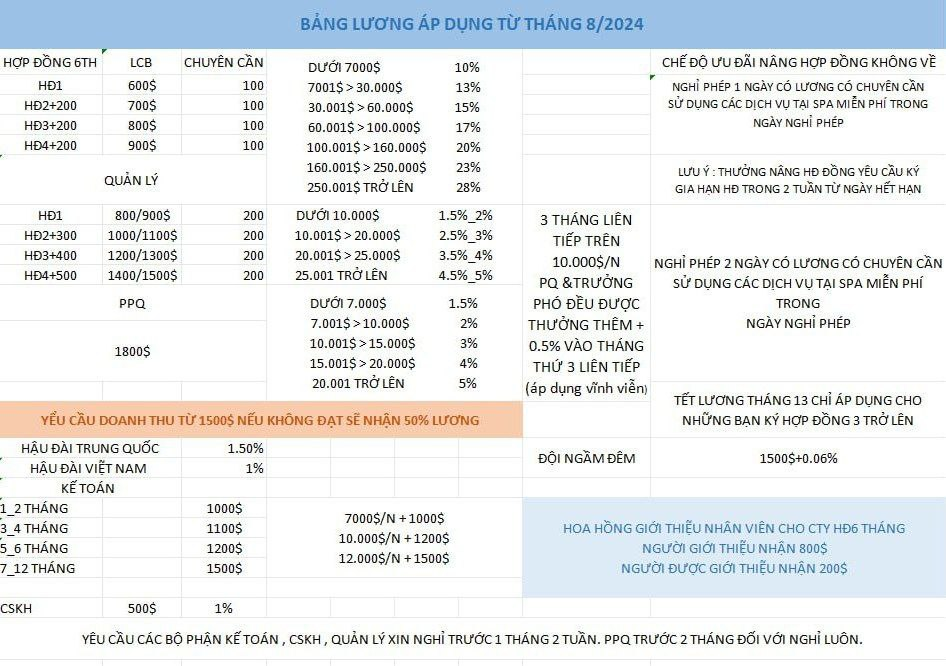 BẢNG LƯƠNG ÁP DỤNG TỪ THÁNG 8/2024
HỢP ĐỒNG 6TH LCB CHUYÊN CẦN
HĐ1 600$ 100
HĐ2+200 700$ 100
HĐ3+200 800$ 100
HĐ4+200 900$ 100
DƯỚI 7000$ 10%
7001$ > 30.000$ 13%
30.001$ > 60.000$ 15%
60.001$ > 100.000$ 17%
100.001$ > 160.000$ 20%
160.001$ > 250.000$ 23%
250.001$ TRỞ LÊN 28%
CHẾ ĐỘ ƯU ĐÃI NÂNG HỢP ĐỒNG KHÔNG VỀ
NGHỈ PHÉP 1 NGÀY CÓ LƯƠNG CÓ CHUYÊN CẦN
SỬ DỤNG CÁC DỊCH VỤ TẠI SPA MIỄN PHÍ TRONG
NGÀY NGHỈ PHÉP
LƯU Ý : THƯỞNG NÂNG HĐ ĐỒNG YÊU CẦU KÝ
GIA HẠN HĐ TRONG 2 TUẦN TỪ NGÀY HẾT HẠN
QUẢN LÝ
HĐ1 800/900$ 200
HĐ2+300 1000/1100$ 200
HĐ3+400 1200/1300$ 200
HĐ4+500 1400/1500$ 200
DƯỚI 10.000$ 1.5%_2%
10.001$ > 20.000$ 2.5%_3%
20.001$ > 25.000$ 3.5%_4%
25.001 TRỞ LÊN 4.5%_5%
PPQ
1800$
DƯỚI 7.000$ 1.5%
7.001$ > 10.000$ 2%
10.001$ > 15.000$ 3%
15.001$ > 20.000$ 4%
20.001 TRỞ LÊN 5%
3 THÁNG LIÊN
TIẾP TRÊN
10.000$/N
PQ &TRƯỞNG
PHÓ ĐỀU ĐƯỢC
THƯỞNG THÊM +
0.5% VÀO THÁNG
THỨ 3 LIÊN TIẾP
(áp dụng vĩnh viễn)
NGHỈ PHÉP 2 NGÀY CÓ LƯƠNG CÓ CHUYÊN CẦN
SỬ DỤNG CÁC DỊCH VỤ TẠI SPA MIỄN PHÍ
TRONG
NGÀY NGHỈ PHÉP
TẾT LƯƠNG THÁNG 13 CHỈ ÁP DỤNG CHO
NHỮNG BẠN KÝ HỢP ĐỒNG 3 TRỞ LÊN
YỂU CẦU DOANH THU TỪ 1500$ NẾU KHÔNG ĐẠT SẼ NHẬN 50% LƯƠNG
HẬU ĐÀI TRUNG QUỐC 1.50%
HẬU ĐÀI VIỆT NAM 1%
ĐỘI NGẦM ĐÊM 1500$+0.06%
KẾ TOÁN
1_2 THÁNG 1000$
3_4 THÁNG 1100$
5_6 THÁNG 1200$
7_12 THÁNG 1500$
7000$/N + 1000$
10.000$/N + 1200$
12.000$/N + 1500$
HOA HỒNG GIỚI THIỆU NHÂN VIÊN CHO CTY HĐ6 THÁNG
NGƯỜI GIỚI THIỆU NHẬN 800$
NGƯỜI ĐƯỢC GIỚI THIỆU NHẬN 200$
CSKH 500$ 1%
YÊU CẦU CÁC BỘ PHẬN KẾ TOÁN , CSKH , QUẢN LÝ XIN NGHỈ TRƯỚC 1 THÁNG 2 TUẦN. PPQ TRƯỚC 2 THÁNG ĐỐI VỚI NGHỈ LUÔN.